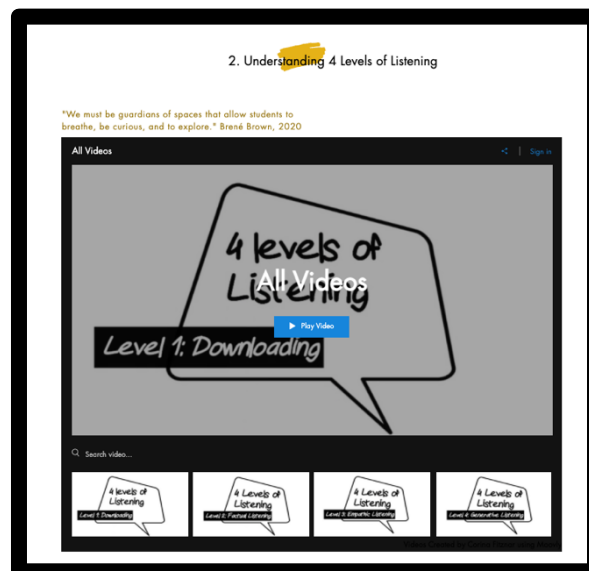 2. Understanding 4 Levels of Listening
"We must be guardians of spaces that allow students to
breathe, be curious, and to explore." Brené Brown, 2020
All Videos
Sign in
4 levels of
Listening
All Videos
Play Video
Level 1: Downloading
Search video...
4 levels of
Listening
Level 1: Downloading
4 Levels of
Listening
Level 2: Factual Listening
4 Levels of
Listening
Level 3: Empathic Listening
4 Levels of
Listening
Level 4: Generative Listening